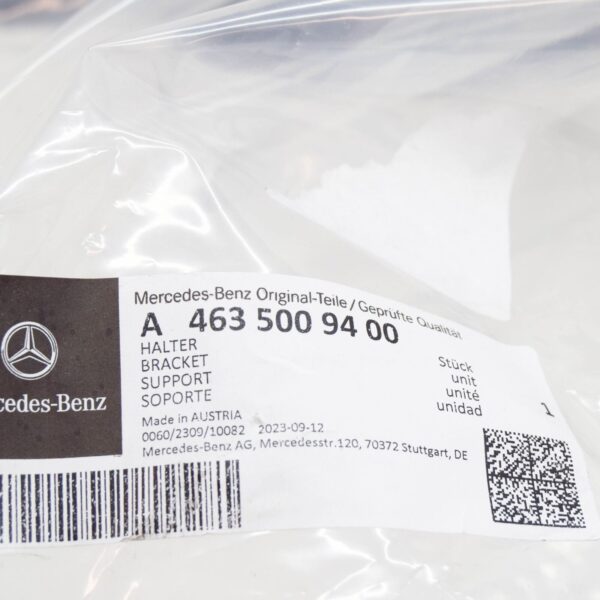 Mercedes-Benz Original-Teile / Geprüfte Qualität
A 463 500 94 00
HALTER
BRACKET
SUPPORT
SOPORTE
Stück
unit
unité
unidad
1
Made in AUSTRIA
0060/2309/10082 2023-09-12
Mercedes-Benz AG, Mercedesstr.120, 70372 Stuttgart, DE
cedes-Benz